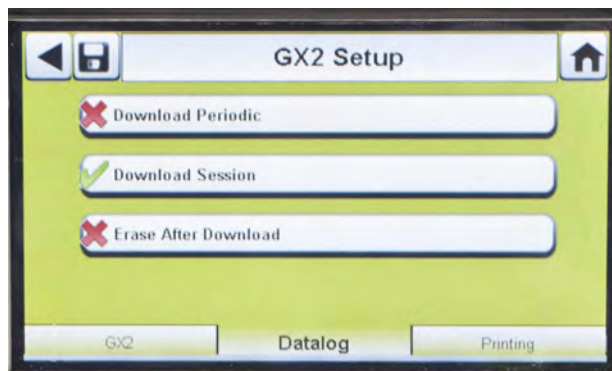 GX2 Setup
Download Periodic
Download Session
Erase After Download
GX2
Datalog
Printing